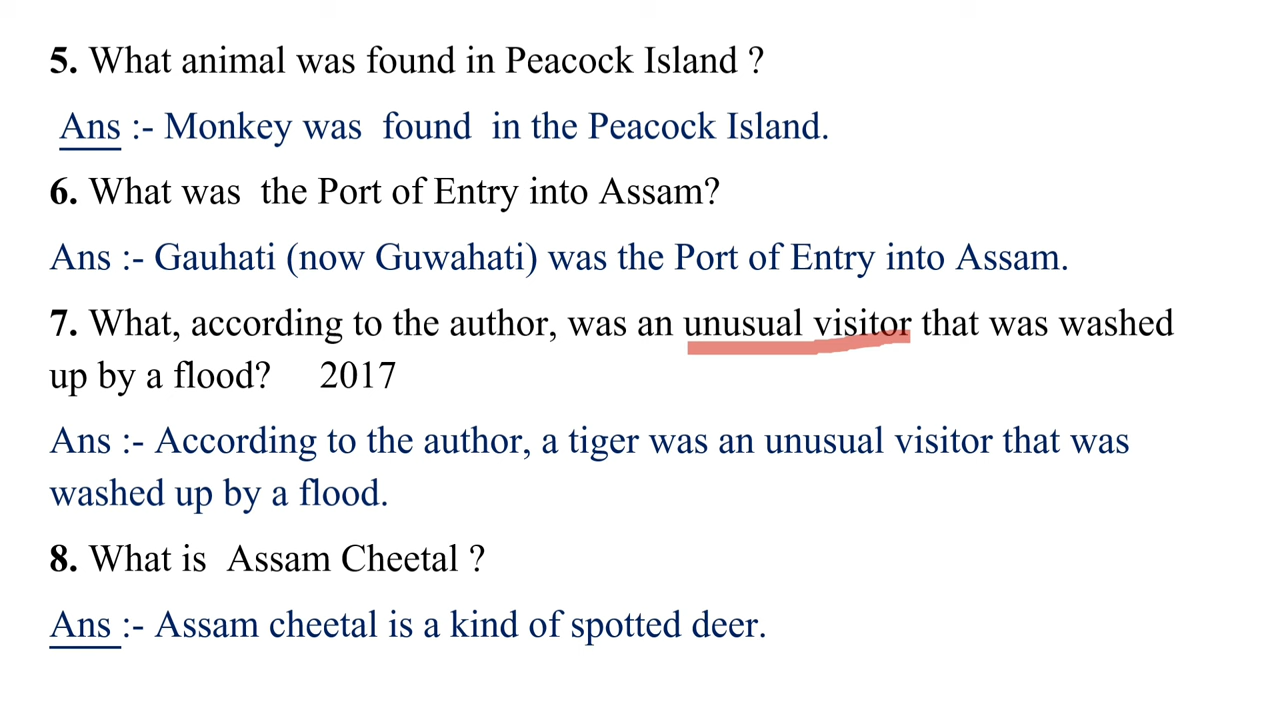 5. What animal was found in Peacock Island ?
Ans :- Monkey was found in the Peacock Island.
6. What was the Port of Entry into Assam?
Ans :- Gauhati (now Guwahati) was the Port of Entry into Assam.
7. What, according to the author, was an unusual visitor that was washed
up by a flood? 2017
Ans :- According to the author, a tiger was an unusual visitor that was
washed up by a flood.
8. What is Assam Cheetal ?
Ans :- Assam cheetal is a kind of spotted deer.